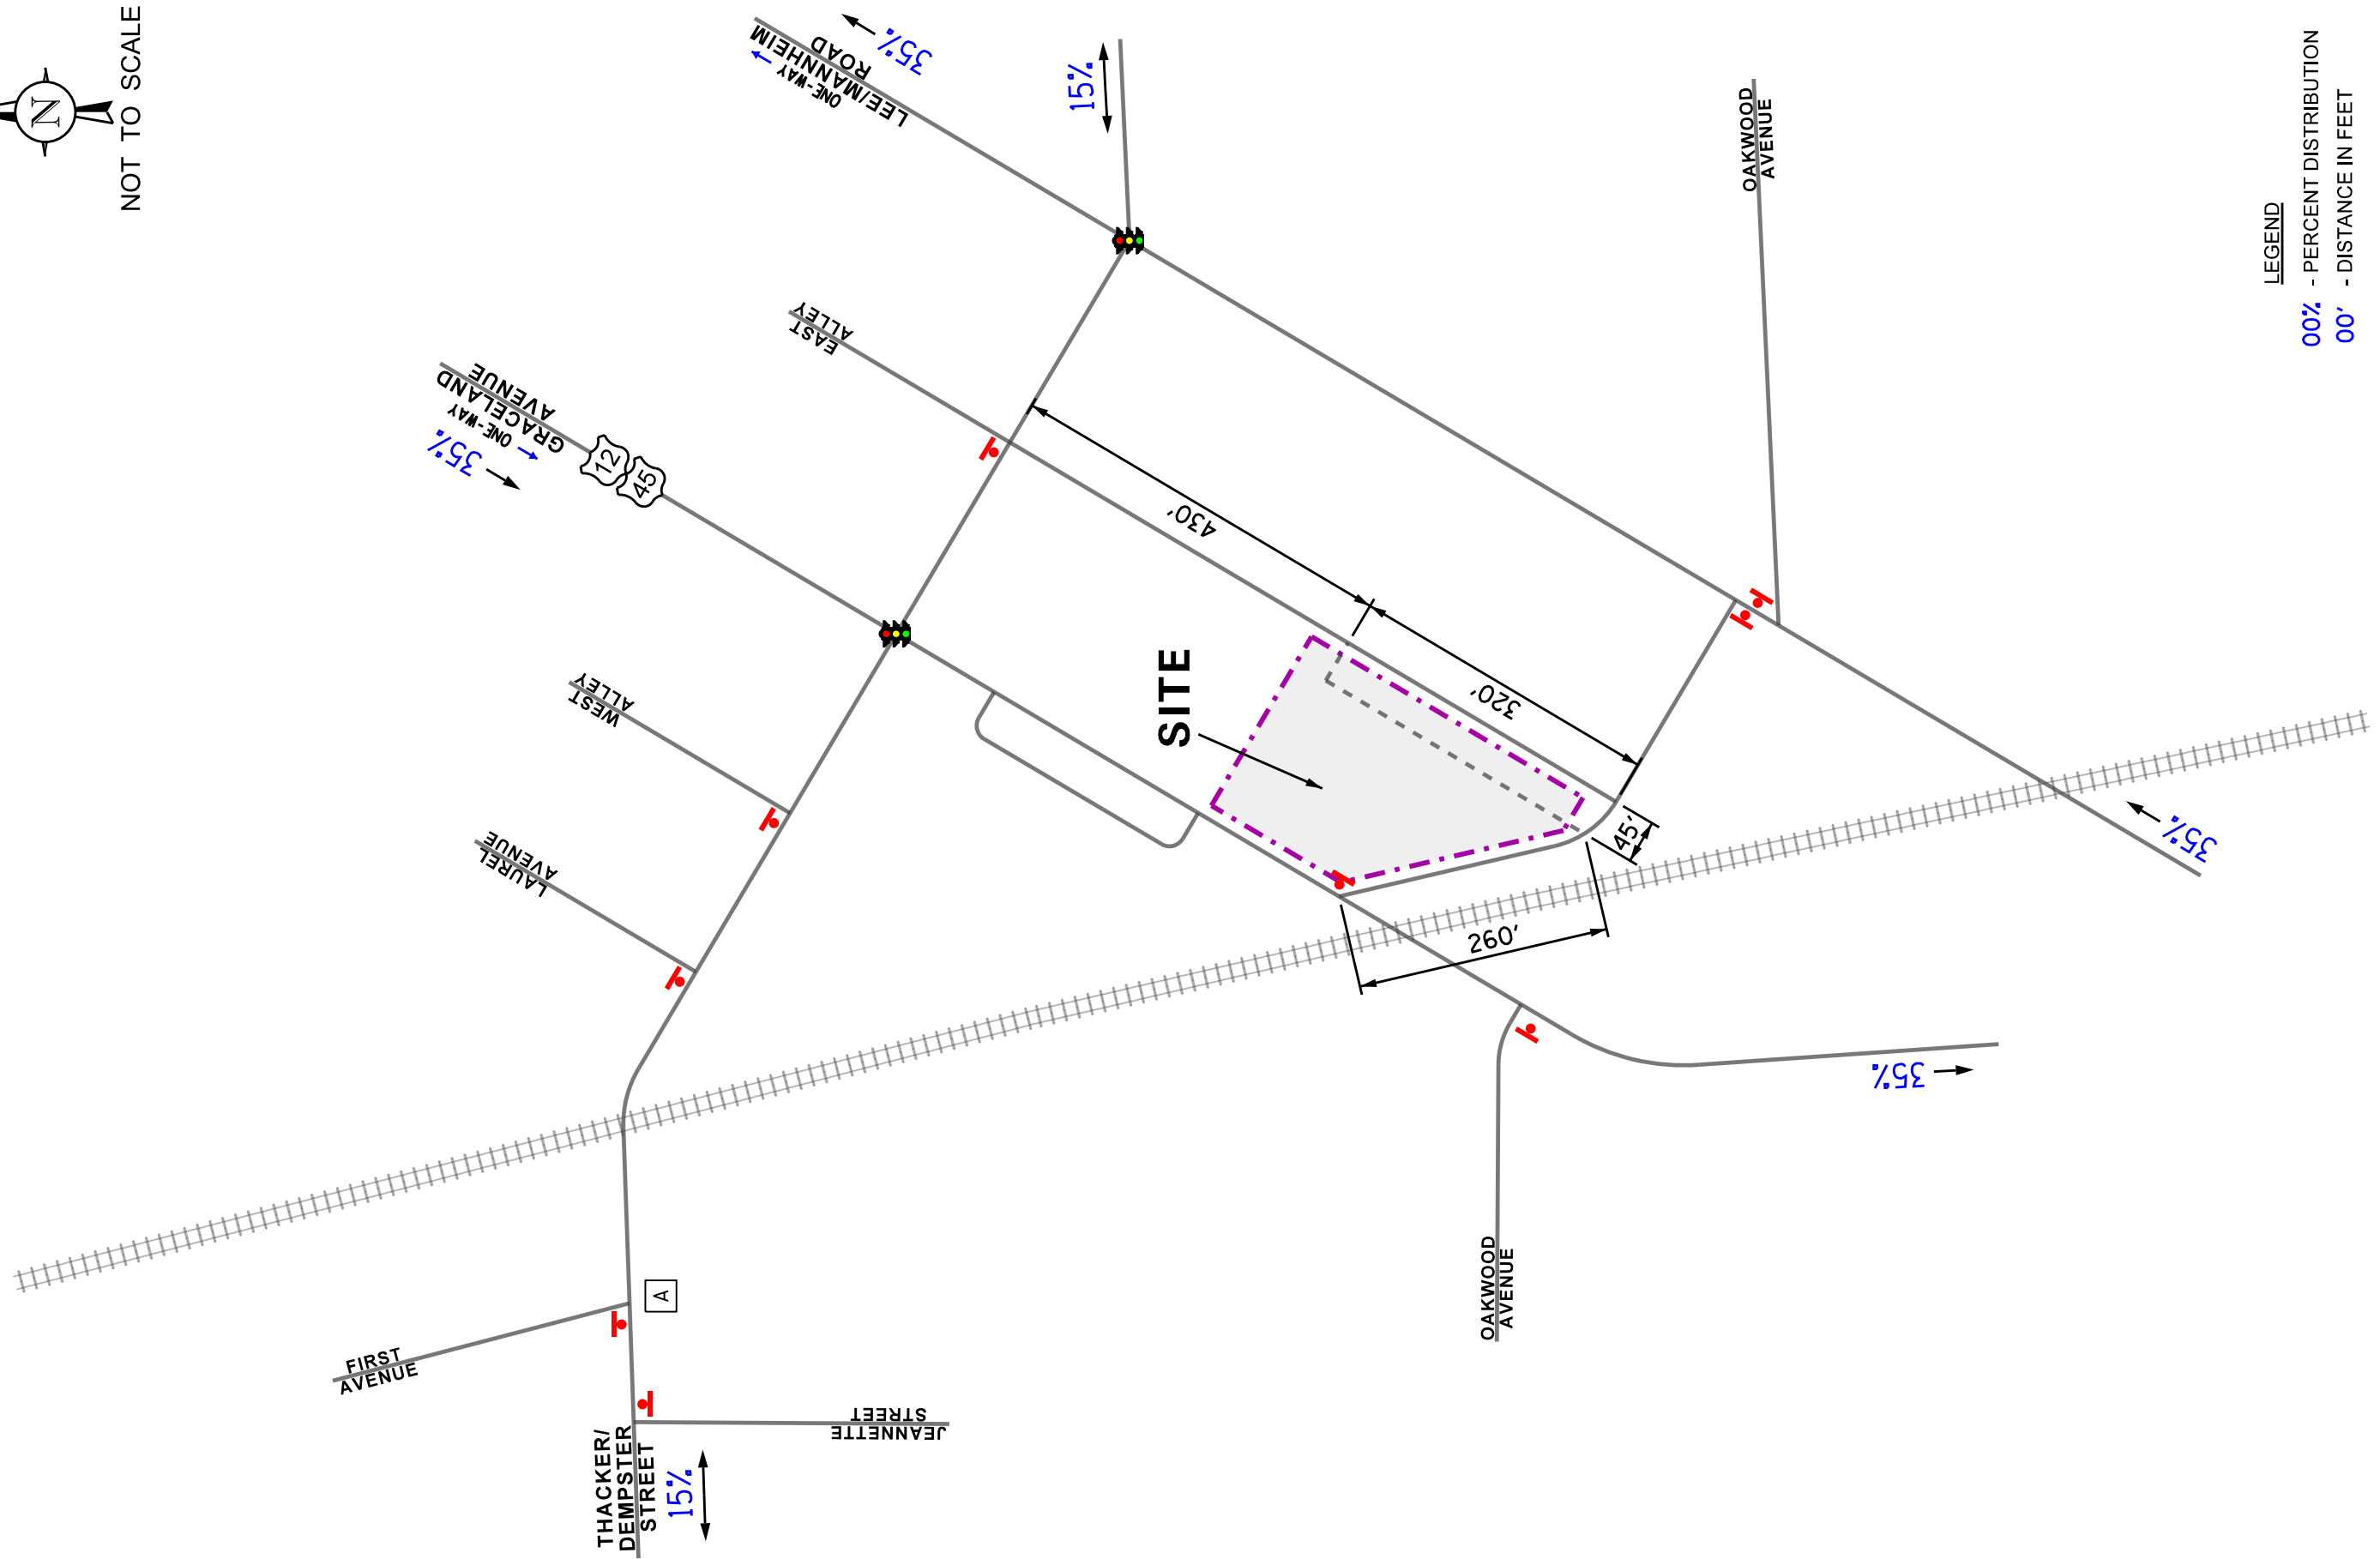 N
NOT TO SCALE
ONE-WAY
LEE/MANNHEIM
ROAD
35%
15%
OAKWOOD
AVENUE
EAST
ALLEY
GRACELAND
AVENUE
ONE-WAY
35%
12
45
430'
WEST
ALLEY
LAUREL
AVENUE
SITE
320'
45'
260'
35%
35%
A
FIRST
AVENUE
JEANNETTE
STREET
THACKER/
DEMPSTER
STREET
15%
OAKWOOD
AVENUE
LEGEND
00% - PERCENT DISTRIBUTION
00' - DISTANCE IN FEET